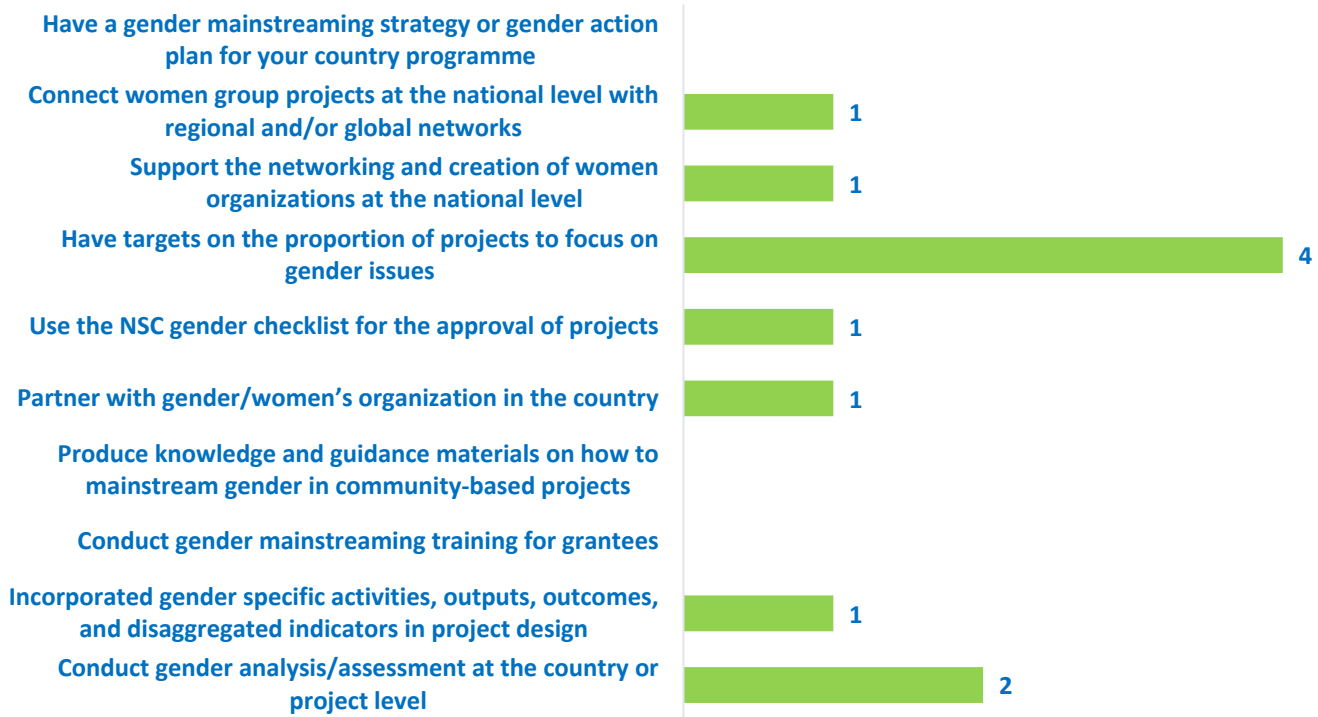 Have a gender mainstreaming strategy or gender action
plan for your country programme
Connect women group projects at the national level with
regional and/or global networks
1
Support the networking and creation of women
organizations at the national level
1
Have targets on the proportion of projects to focus on
gender issues
4
Use the NSC gender checklist for the approval of projects
1
Partner with gender/women’s organization in the country
1
Produce knowledge and guidance materials on how to
mainstream gender in community-based projects
Conduct gender mainstreaming training for grantees
Incorporated gender specific activities, outputs, outcomes,
and disaggregated indicators in project design
1
Conduct gender analysis/assessment at the country or
project level
2